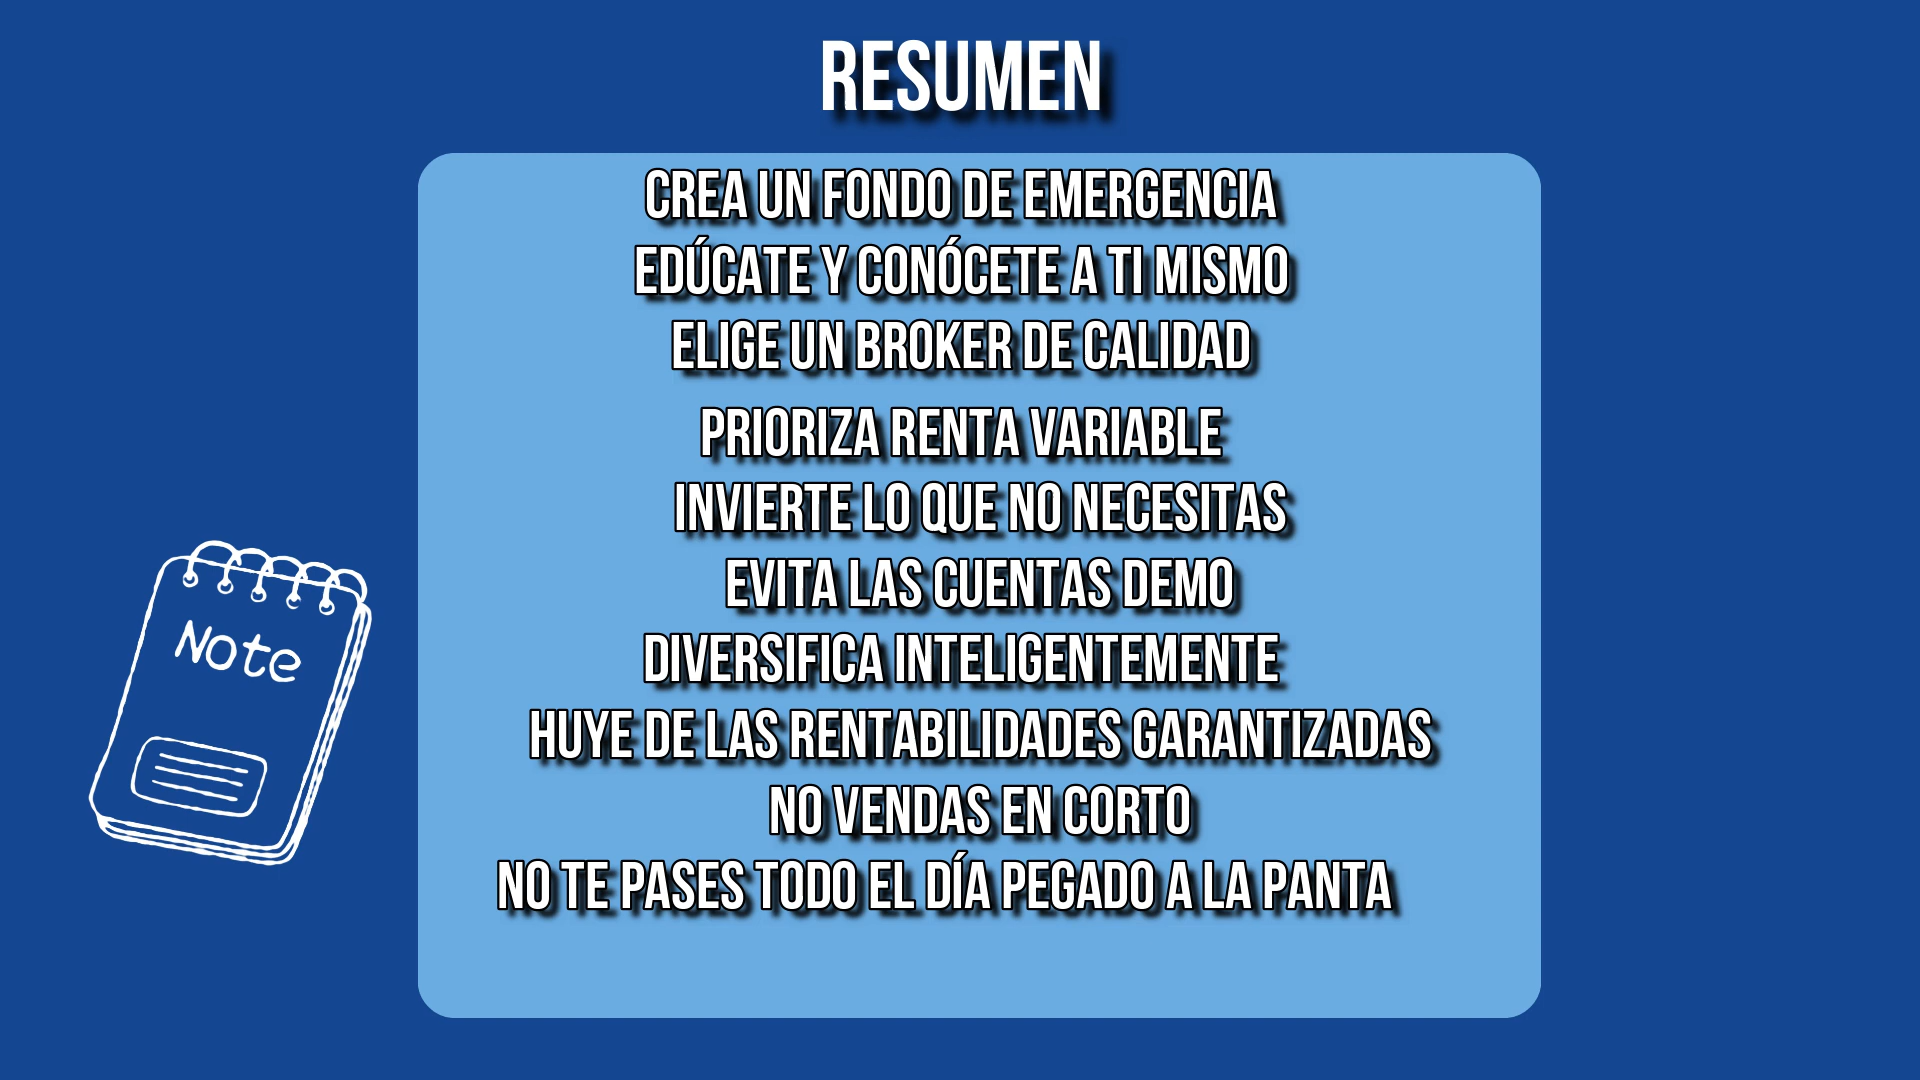 RESUMEN
CREA UN FONDO DE EMERGENCIA
EDÚCATE Y CONÓCETE A TI MISMO
ELIGE UN BROKER DE CALIDAD
PRIORIZA RENTA VARIABLE
INVIERTE LO QUE NO NECESITAS
EVITA LAS CUENTAS DEMO
DIVERSIFICA INTELIGENTEMENTE
HUYE DE LAS RENTABILIDADES GARANTIZADAS
NO VENDAS EN CORTO
NO TE PASES TODO EL DÍA PEGADO A LA PANTA
Note